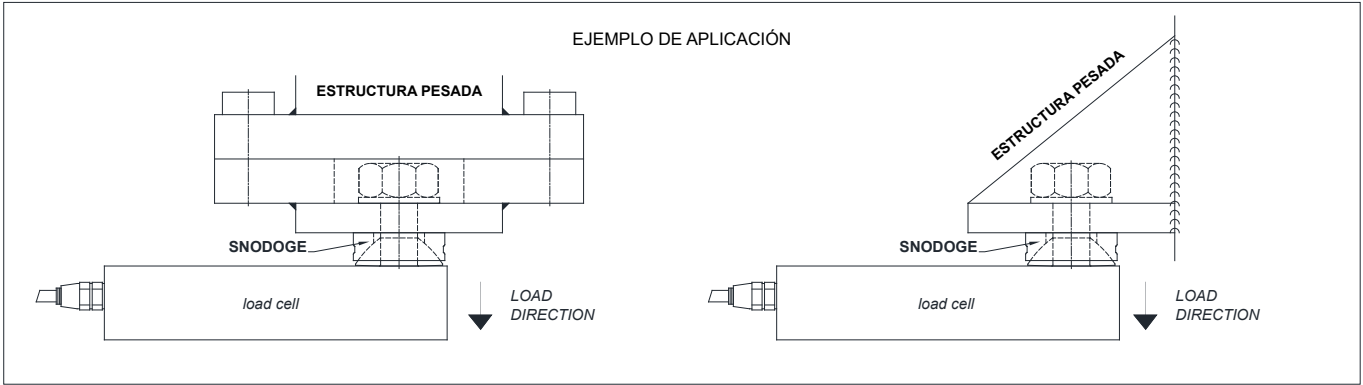 EJEMPLO DE APLICACIÓN
ESTRUCTURA PESADA
SNODOGE
load cell
LOAD
DIRECTION
ESTRUCTURA PESADA
SNODOGE
load cell
LOAD
DIRECTION